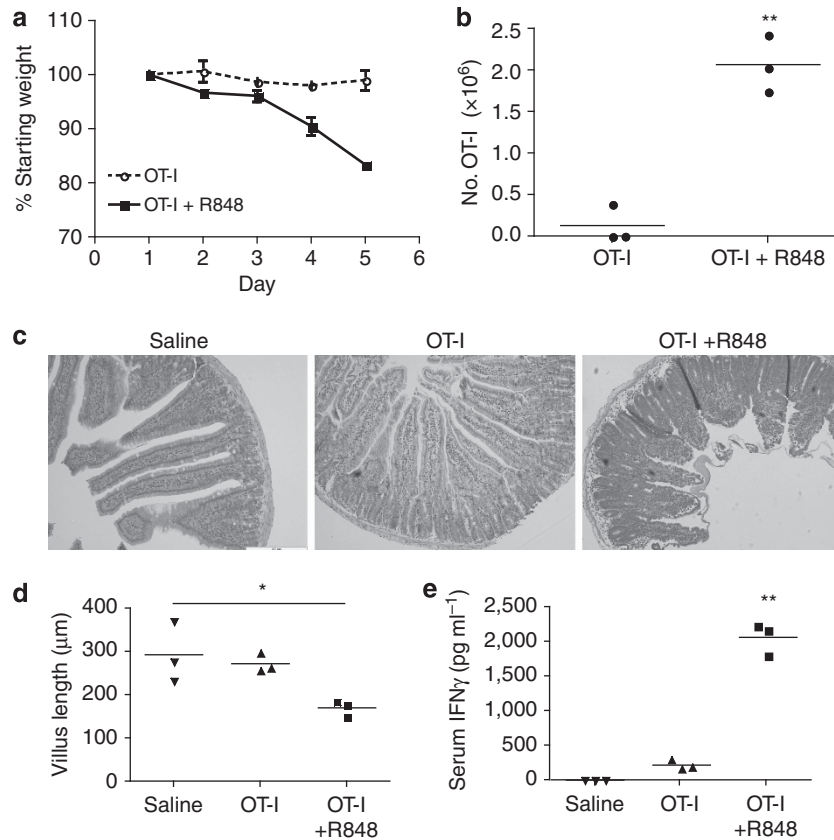 a
110
100
90
80
70
% Starting weight
OT-I
OT-I + R848
0 1 2 3 4 5 6
Day
b
**
2.5
2.0
1.5
1.0
0.5
0.0
No. OT-I (×10⁶)
OT-I OT-I + R848
c
Saline OT-I OT-I +R848
d
*
400
300
200
100
0
Villus length (μm)
Saline OT-I OT-I
+R848
e
**
2,500
2,000
1,500
1,000
500
0
Serum IFNγ (pg ml⁻¹)
Saline OT-I OT-I
+R848